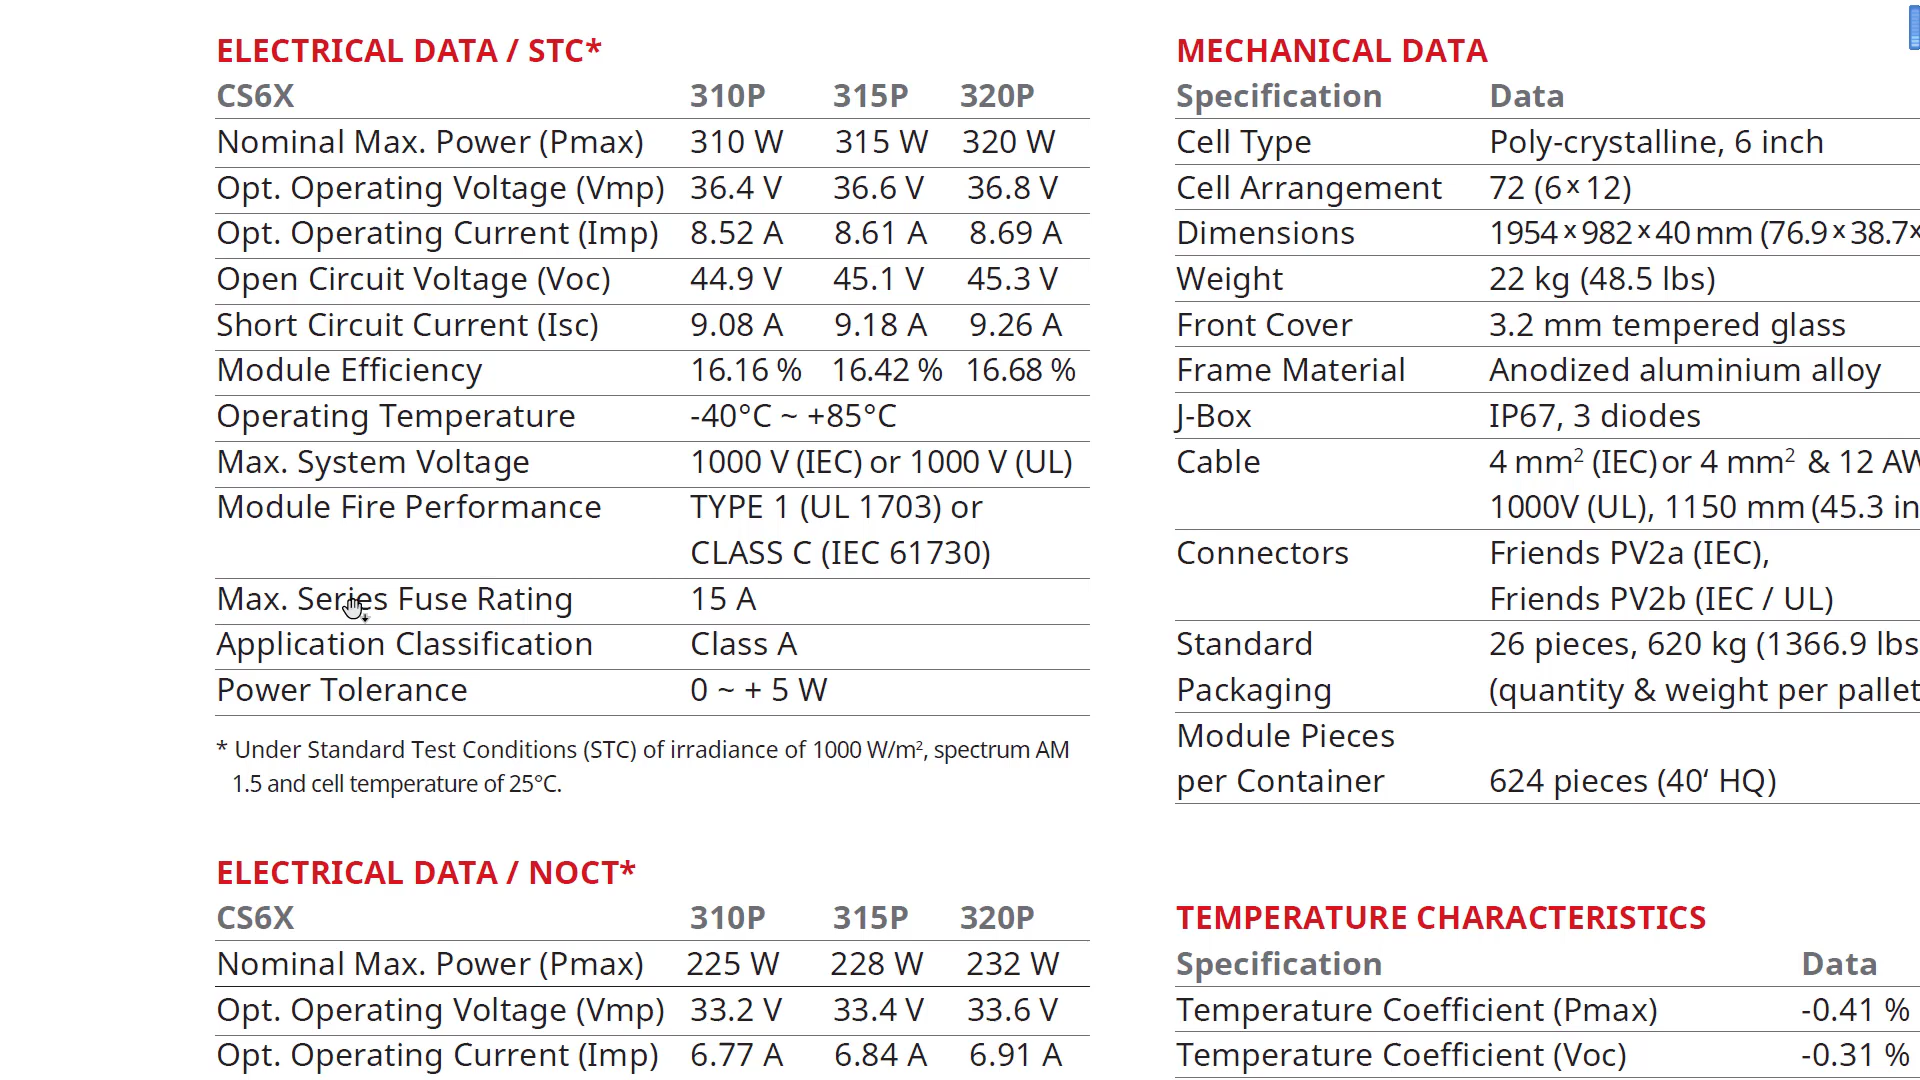 ELECTRICAL DATA / STC*
CS6X 310P 315P 320P
Nominal Max. Power (Pmax) 310 W 315 W 320 W
Opt. Operating Voltage (Vmp) 36.4 V 36.6 V 36.8 V
Opt. Operating Current (Imp) 8.52 A 8.61 A 8.69 A
Open Circuit Voltage (Voc) 44.9 V 45.1 V 45.3 V
Short Circuit Current (Isc) 9.08 A 9.18 A 9.26 A
Module Efficiency 16.16 % 16.42 % 16.68 %
Operating Temperature -40°C ~ +85°C
Max. System Voltage 1000 V (IEC) or 1000 V (UL)
Module Fire Performance TYPE 1 (UL 1703) or
CLASS C (IEC 61730)
Max. Series Fuse Rating 15 A
Application Classification Class A
Power Tolerance 0 ~ + 5 W
* Under Standard Test Conditions (STC) of irradiance of 1000 W/m², spectrum AM
1.5 and cell temperature of 25°C.
ELECTRICAL DATA / NOCT*
CS6X 310P 315P 320P
Nominal Max. Power (Pmax) 225 W 228 W 232 W
Opt. Operating Voltage (Vmp) 33.2 V 33.4 V 33.6 V
Opt. Operating Current (Imp) 6.77 A 6.84 A 6.91 A
MECHANICAL DATA
Specification Data
Cell Type Poly-crystalline, 6 inch
Cell Arrangement 72 (6 x 12)
Dimensions 1954 x 982 x 40 mm (76.9 x 38.7 x
Weight 22 kg (48.5 lbs)
Front Cover 3.2 mm tempered glass
Frame Material Anodized aluminium alloy
J-Box IP67, 3 diodes
Cable 4 mm² (IEC) or 4 mm² & 12 AW
1000V (UL), 1150 mm (45.3 in
Connectors Friends PV2a (IEC),
Friends PV2b (IEC / UL)
Standard 26 pieces, 620 kg (1366.9 lbs
Packaging (quantity & weight per pallet
Module Pieces
per Container 624 pieces (40‘ HQ)
TEMPERATURE CHARACTERISTICS
Specification Data
Temperature Coefficient (Pmax) -0.41 %
Temperature Coefficient (Voc) -0.31 %